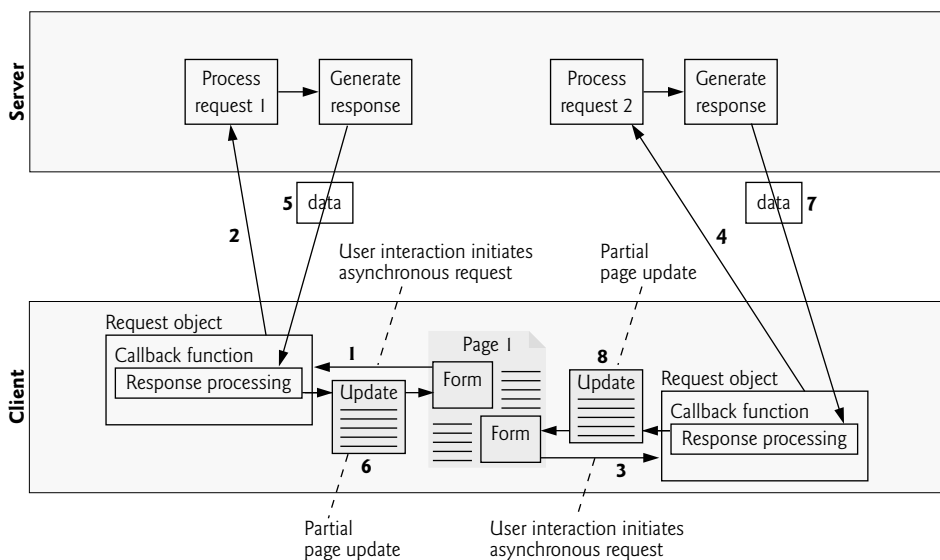 Server
Process
request 1
Generate
response
Process
request 2
Generate
response
5
data
data
7
2
4
User interaction initiates
asynchronous request
Partial
page update
Client
Request object
Callback function
Response processing
1
Update
6
Page 1
Form
Form
8
Update
3
Request object
Callback function
Response processing
Partial
page update
User interaction initiates
asynchronous request